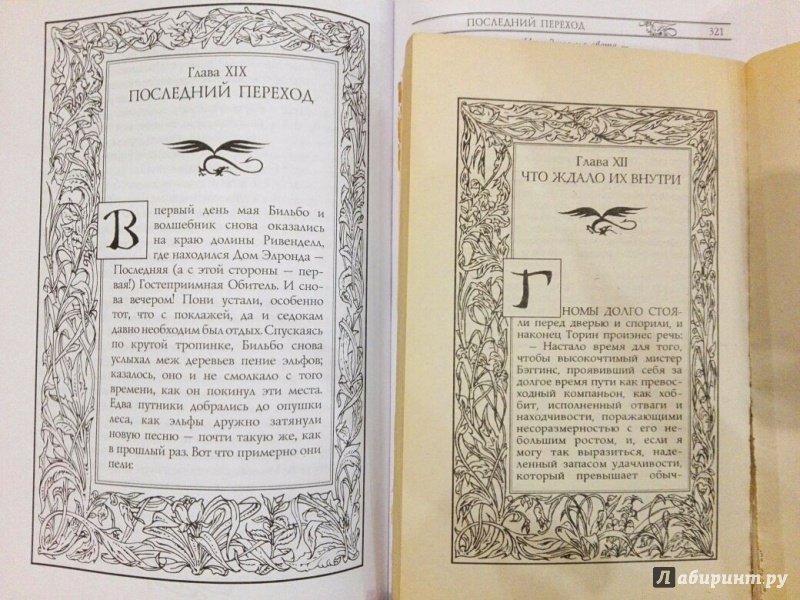 Глава XIX
ПОСЛЕДНИЙ ПЕРЕХОД
В первый день мая Бильбо и
волшебник снова оказались
на краю долины Ривенделл,
где находился Дом Элронда —
Последняя (а с этой стороны — пер-
вая!) Гостеприимная Обитель. И сно-
ва вечером! Пони устали, особенно
тот, что с поклажей, да и седокам
давно необходим был отдых. Спускаясь
по крутой тропинке, Бильбо снова
услыхал меж деревьев пение эльфов;
казалось, оно и не смолкало с того
времени, как он покинул эти места.
Едва путники добрались до опушки
леса, как эльфы дружно затянули
новую песню — почти такую же, как
в прошлый раз. Вот что примерно они
пели:
ПОСЛЕДНИЙ ПЕРЕХОД 321
Глава XII
ЧТО ЖДАЛО ИХ ВНУТРИ
ГНОМЫ ДОЛГО СТОЯ-
ЛИ перед дверью и спорили, и
наконец Торин произнес речь:
— Настало время для того,
чтобы высокочтимый мистер
Бэггинс, проявивший себя за
долгое время пути как превос-
ходный компаньон, как хоб-
бит, исполненный отваги и
находчивости, поражающими
несоразмерностью с его не-
большим ростом, и, если я
могу так выразиться, наде-
ленный запасом удачливости,
который превышает обыч-
Лабиринт.ру